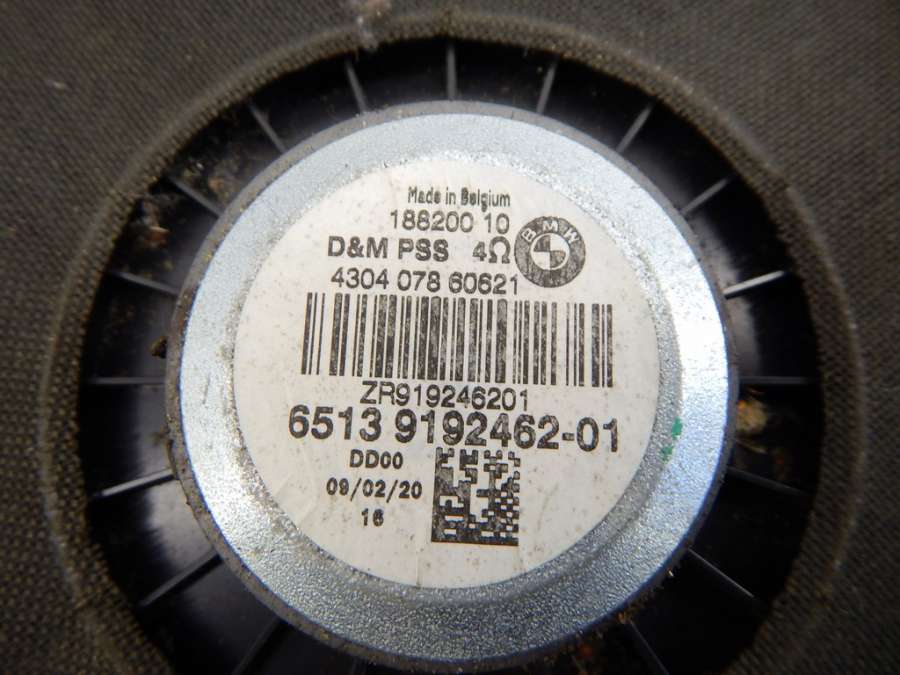 Made in Belgium
188200 10
D&M PSS 4Ω
BMW
4304 078 60621
ZR919246201
6513 9192462-01
DD00
09/02/20
16